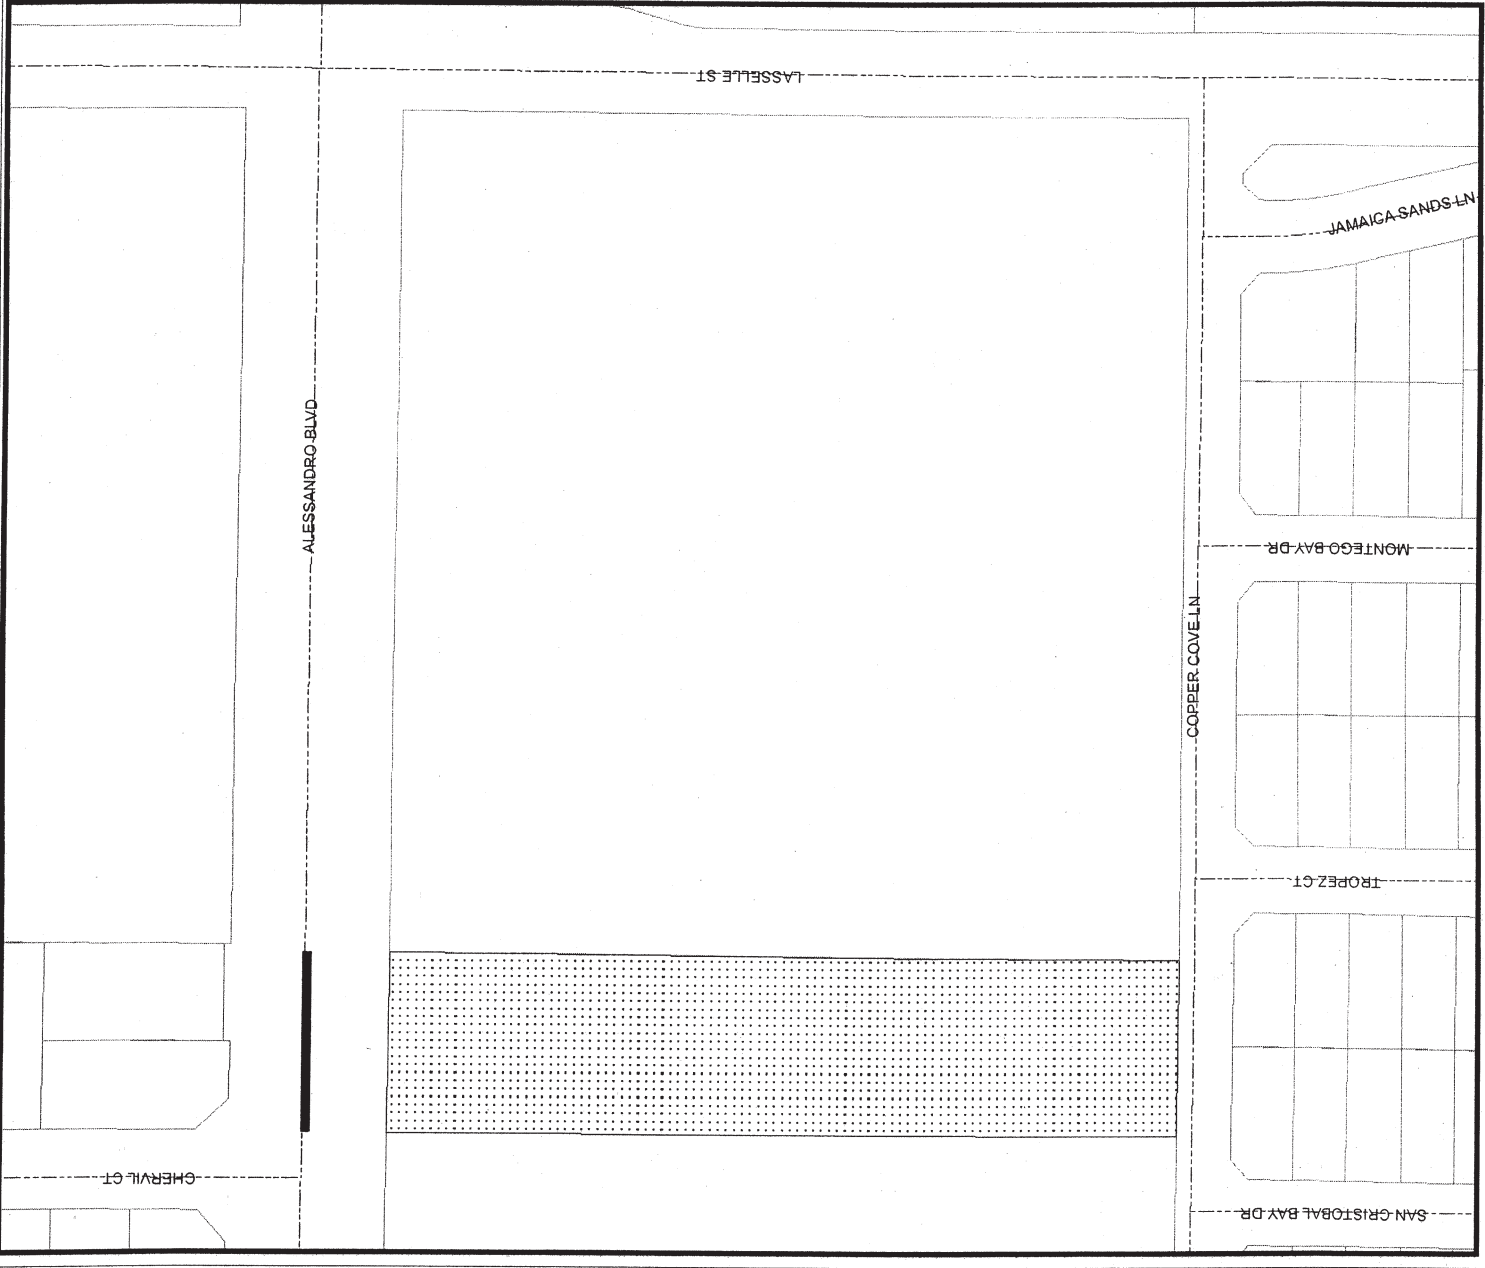 LASSELLE ST
JAMAICA SANDS LN
ALESSANDRO BLVD
MONTEGO BAY DR
COPPER COVE LN
TROPEZ CT
CHERVIL CT
SAN CRISTOBAL BAY DR